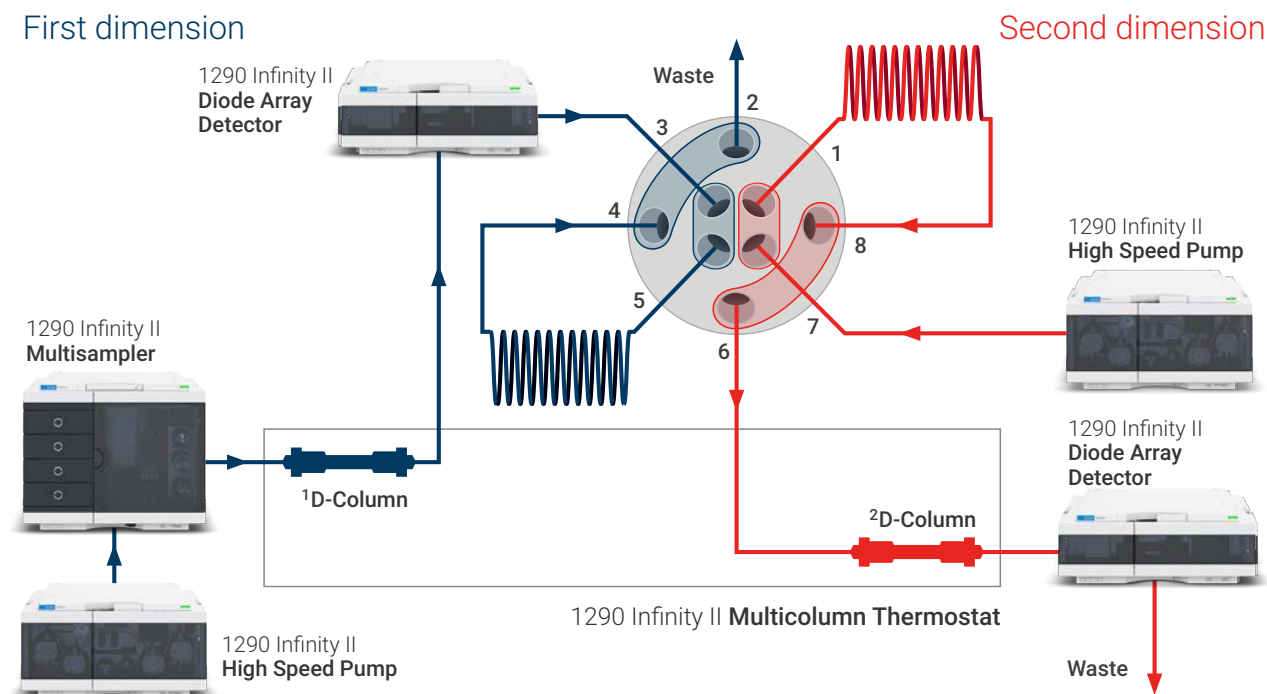 First dimension
Second dimension
1290 Infinity II
Diode Array
Detector
Waste
2
3
1
4
8
5
7
6
1290 Infinity II
High Speed Pump
1290 Infinity II
Multisampler
1290 Infinity II
Diode Array
Detector
¹D-Column
²D-Column
1290 Infinity II Multicolumn Thermostat
1290 Infinity II
High Speed Pump
Waste